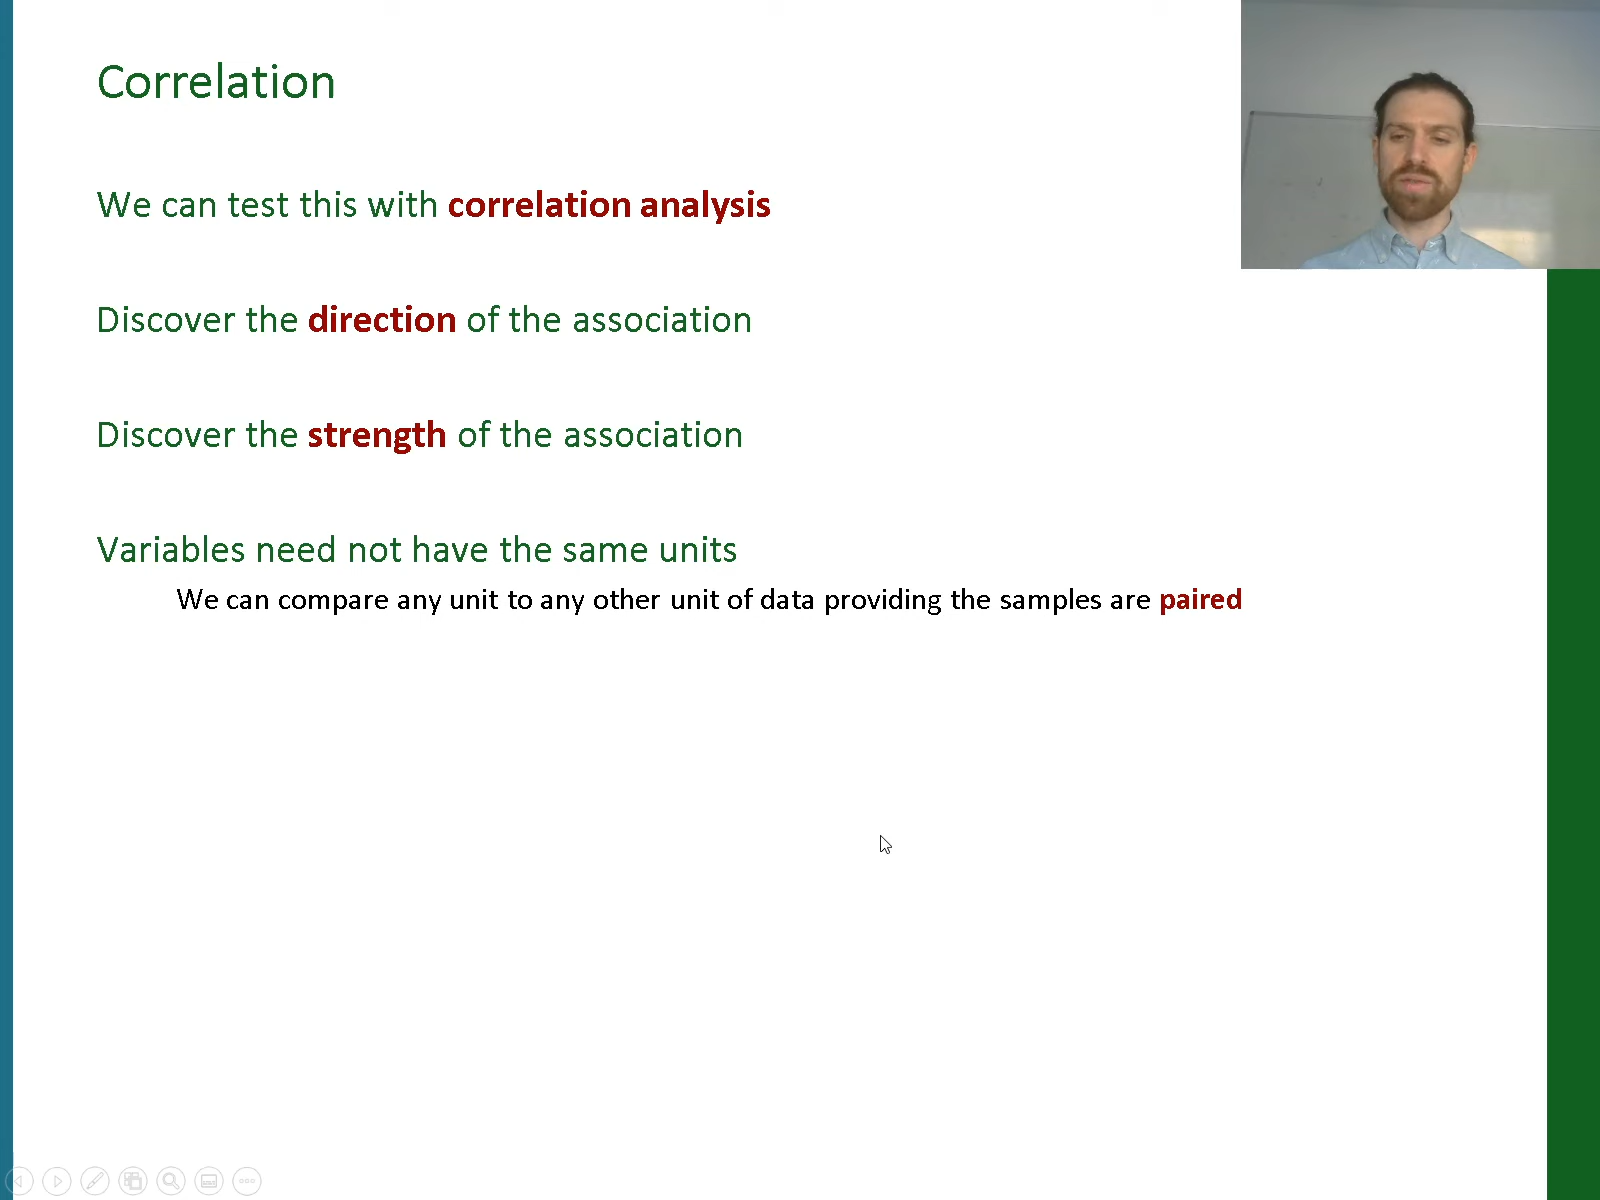 Correlation
We can test this with correlation analysis
Discover the direction of the association
Discover the strength of the association
Variables need not have the same units
We can compare any unit to any other unit of data providing the samples are paired